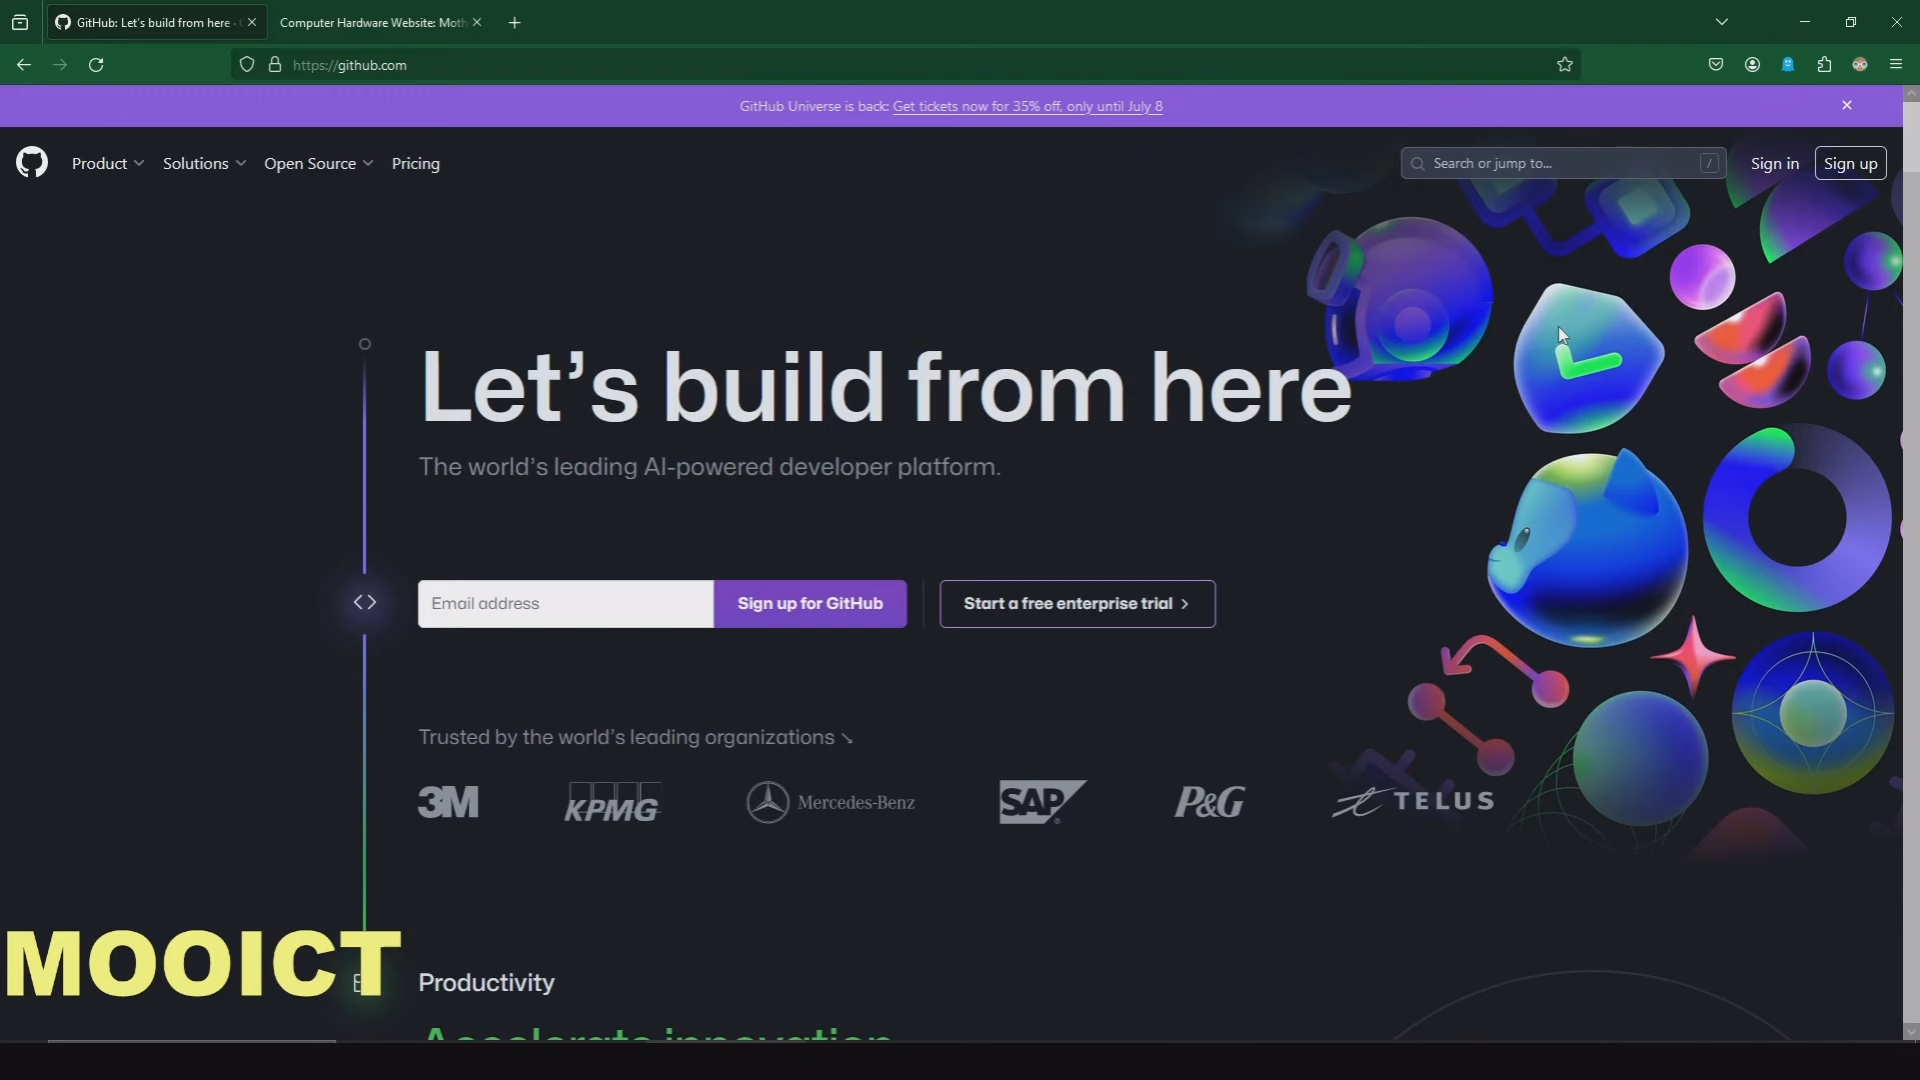 GitHub: Let's build from here ·
Computer Hardware Website: Moth
https://github.com
GitHub Universe is back: Get tickets now for 35% off, only until July 8
Product
Solutions
Open Source
Pricing
Search or jump to...
/
Sign in
Sign up
Let's build from here
The world's leading AI-powered developer platform.
Email address
Sign up for GitHub
Start a free enterprise trial
Trusted by the world's leading organizations
3M
KPMG
Mercedes-Benz
SAP
P&G
TELUS
MOOICT
Productivity
Accelerate innovation